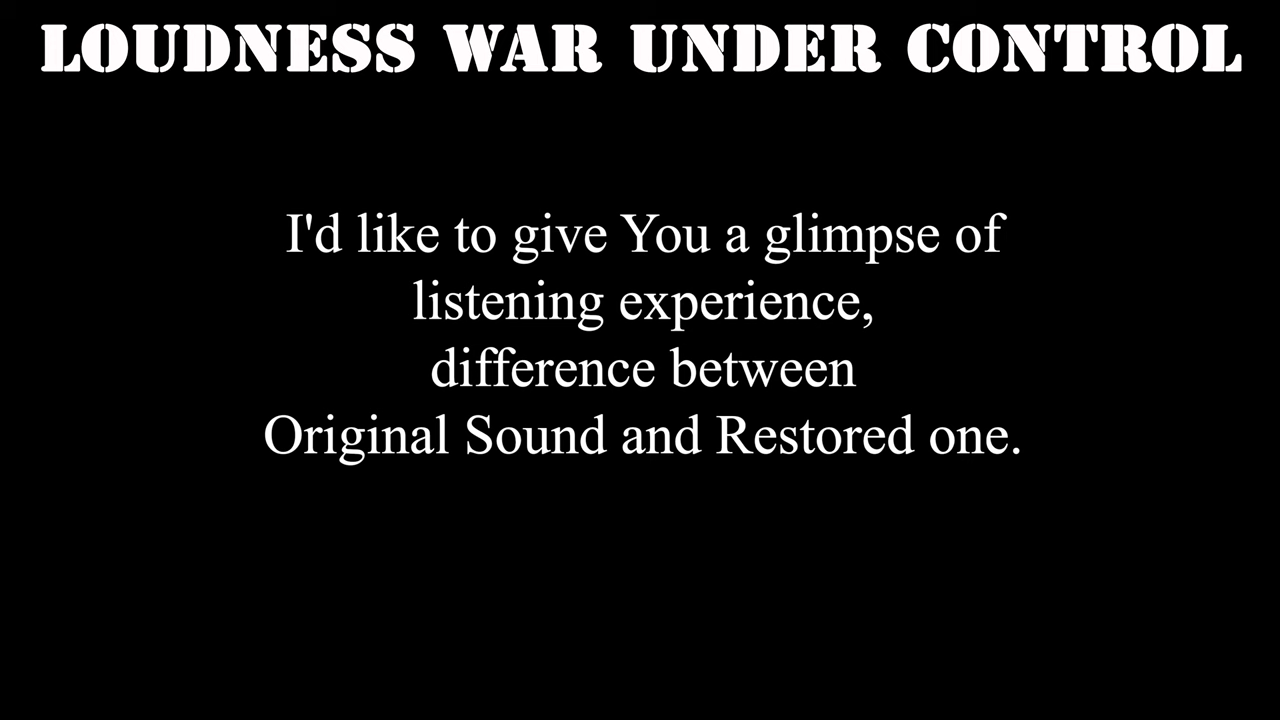 LOUDNESS WAR UNDER CONTROL
I'd like to give You a glimpse of
listening experience,
difference between
Original Sound and Restored one.